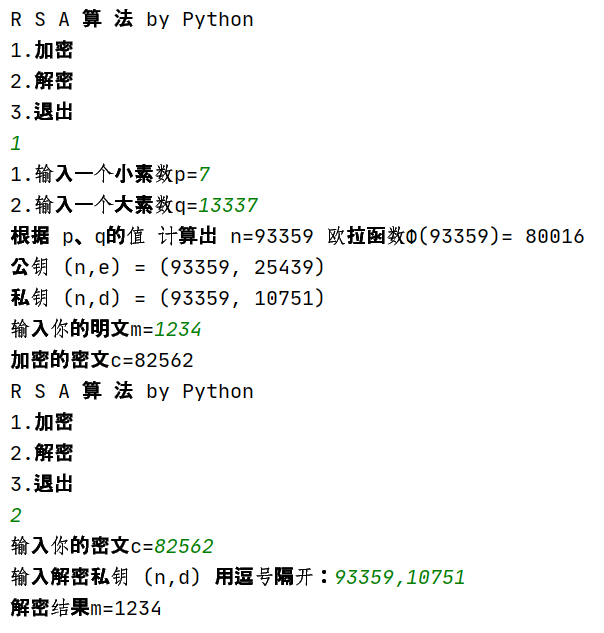 R S A 算 法 by Python
1.加密
2.解密
3.退出
1
1.输入一个小素数p=7
2.输入一个大素数q=13337
根据 p、q的值 计算出 n=93359 欧拉函数Φ(93359)= 80016
公钥 (n,e) = (93359, 25439)
私钥 (n,d) = (93359, 10751)
输入你的明文m=1234
加密的密文c=82562
R S A 算 法 by Python
1.加密
2.解密
3.退出
2
输入你的密文c=82562
输入解密私钥 (n,d) 用逗号隔开：93359,10751
解密结果m=1234